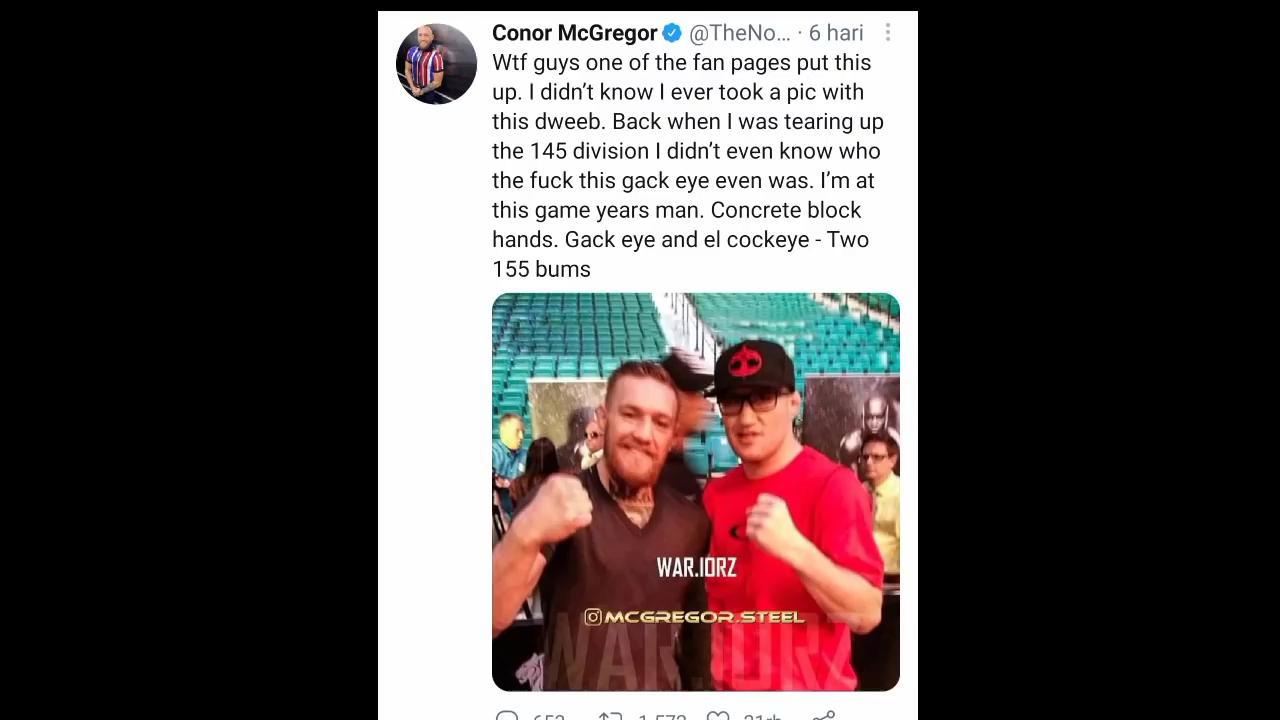 Conor McGregor @TheNo... · 6 hari
Wtf guys one of the fan pages put this
up. I didn’t know I ever took a pic with
this dweeb. Back when I was tearing up
the 145 division I didn’t even know who
the fuck this gack eye even was. I’m at
this game years man. Concrete block
hands. Gack eye and el cockeye - Two
155 bums
WAR.IORZ
MCGREGOR.STEEL
WAR.IORZ